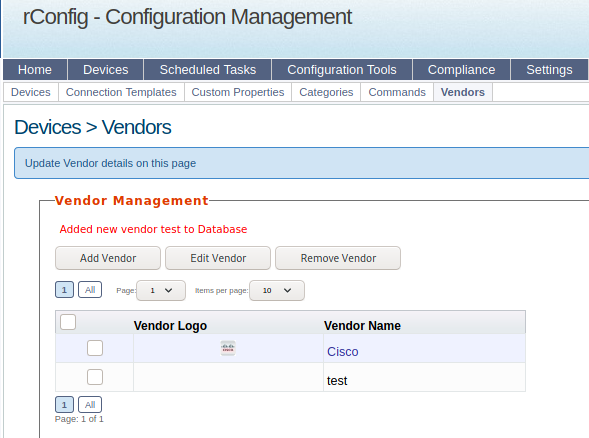 rConfig - Configuration Management
Home Devices Scheduled Tasks Configuration Tools Compliance Settings
Devices Connection Templates Custom Properties Categories Commands Vendors
Devices > Vendors
Update Vendor details on this page
Vendor Management
Added new vendor test to Database
Add Vendor Edit Vendor Remove Vendor
1 All Page: 1 Items per page: 10
Vendor Logo Vendor Name
Cisco
test
1 All
Page: 1 of 1